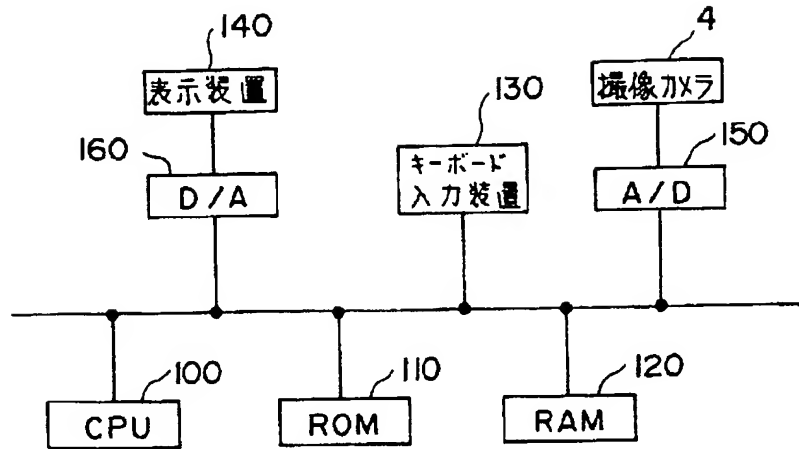 140
表示装置
160
D/A
130
キーボード
入力装置
4
撮像カメラ
150
A/D
100
CPU
110
ROM
120
RAM